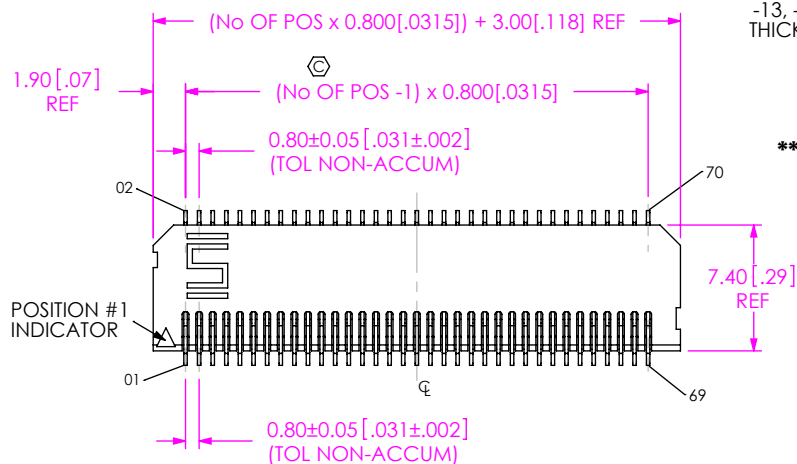 (No OF POS x 0.800[.0315]) + 3.00[.118] REF
-13, -
THICK
1.90[.07]
REF
C
(No OF POS -1) x 0.800[.0315]
0.80±0.05[.031±.002]
(TOL NON-ACCUM)
**
02
70
7.40[.29]
REF
POSITION #1
INDICATOR
01
℄
69
0.80±0.05[.031±.002]
(TOL NON-ACCUM)